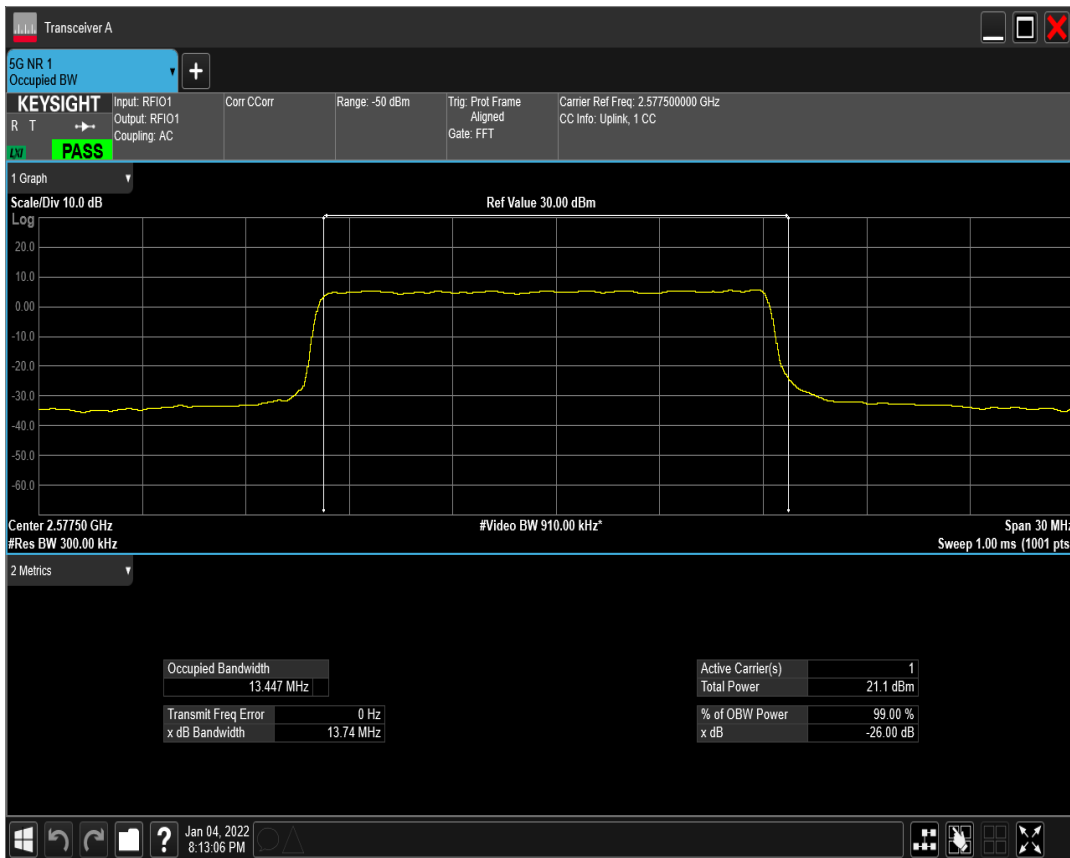 Transceiver A
5G NR 1
Occupied BW
+
KEYSIGHT
R T
LXI
PASS
Input: RFIO1
Output: RFIO1
Coupling: AC
Corr CCorr
Range: -50 dBm
Trig: Prot Frame
Aligned
Gate: FFT
Carrier Ref Freq: 2.577500000 GHz
CC Info: Uplink, 1 CC
1 Graph
Scale/Div 10.0 dB
Ref Value 30.00 dBm
Log
20.0
10.0
0.00
-10.0
-20.0
-30.0
-40.0
-50.0
-60.0
Center 2.57750 GHz
#Video BW 910.00 kHz*
Span 30 MHz
#Res BW 300.00 kHz
Sweep 1.00 ms (1001 pts
2 Metrics
Occupied Bandwidth
13.447 MHz
Transmit Freq Error 0 Hz
x dB Bandwidth 13.74 MHz
Active Carrier(s) 1
Total Power 21.1 dBm
% of OBW Power 99.00 %
x dB -26.00 dB
?
Jan 04, 2022
8:13:06 PM